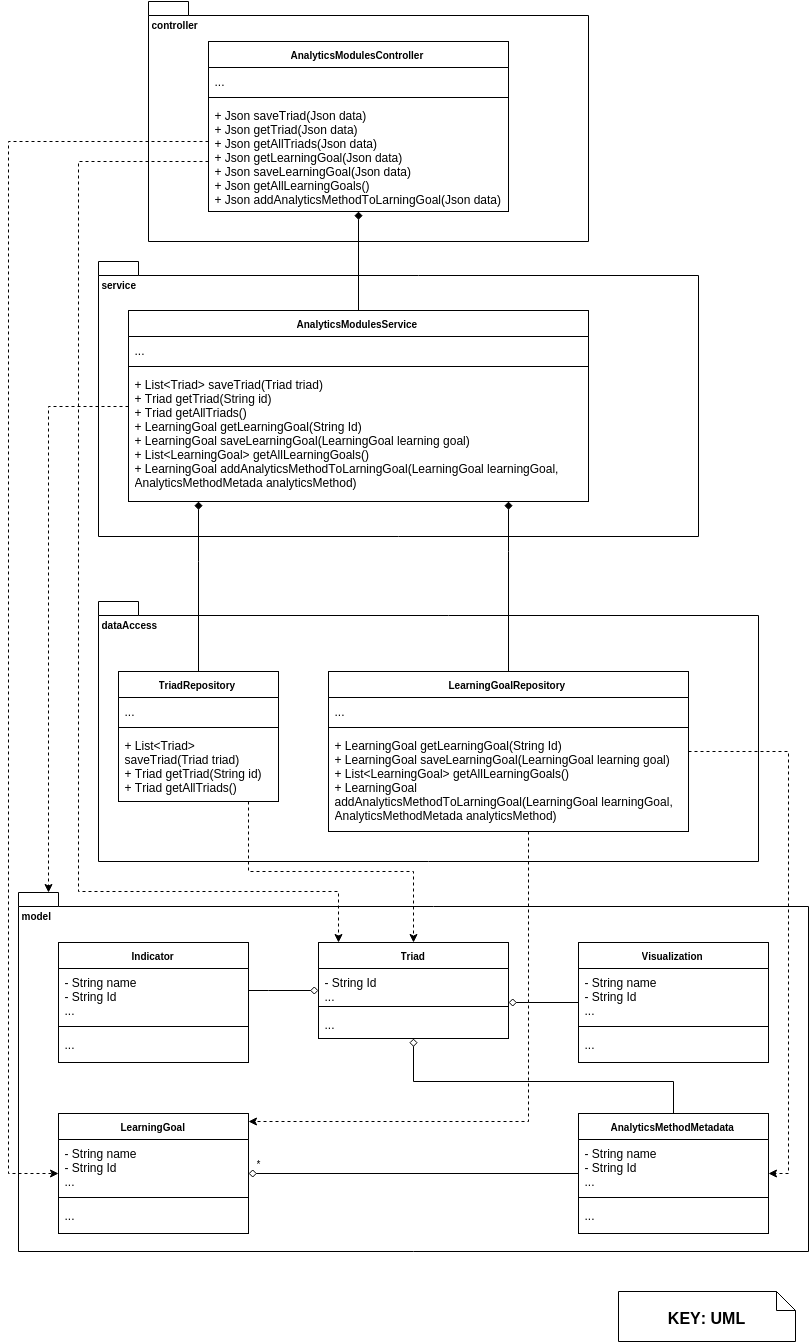 controller
AnalyticsModulesController
...
+ Json saveTriad(Json data)
+ Json getTriad(Json data)
+ Json getAllTriads(Json data)
+ Json getLearningGoal(Json data)
+ Json saveLearningGoal(Json data)
+ Json getAllLearningGoals()
+ Json addAnalyticsMethodToLarningGoal(Json data)
service
AnalyticsModulesService
...
+ List<Triad> saveTriad(Triad triad)
+ Triad getTriad(String id)
+ Triad getAllTriads()
+ LearningGoal getLearningGoal(String Id)
+ LearningGoal saveLearningGoal(LearningGoal learning goal)
+ List<LearningGoal> getAllLearningGoals()
+ LearningGoal addAnalyticsMethodToLarningGoal(LearningGoal learningGoal,
AnalyticsMethodMetada analyticsMethod)
dataAccess
TriadRepository
...
+ List<Triad>
saveTriad(Triad triad)
+ Triad getTriad(String id)
+ Triad getAllTriads()
LearningGoalRepository
...
+ LearningGoal getLearningGoal(String Id)
+ LearningGoal saveLearningGoal(LearningGoal learning goal)
+ List<LearningGoal> getAllLearningGoals()
+ LearningGoal
addAnalyticsMethodToLarningGoal(LearningGoal learningGoal,
AnalyticsMethodMetada analyticsMethod)
model
Indicator
- String name
- String Id
...
...
Triad
- String Id
...
...
Visualization
- String name
- String Id
...
...
LearningGoal
- String name
- String Id
...
...
*
AnalyticsMethodMetadata
- String name
- String Id
...
...
KEY: UML